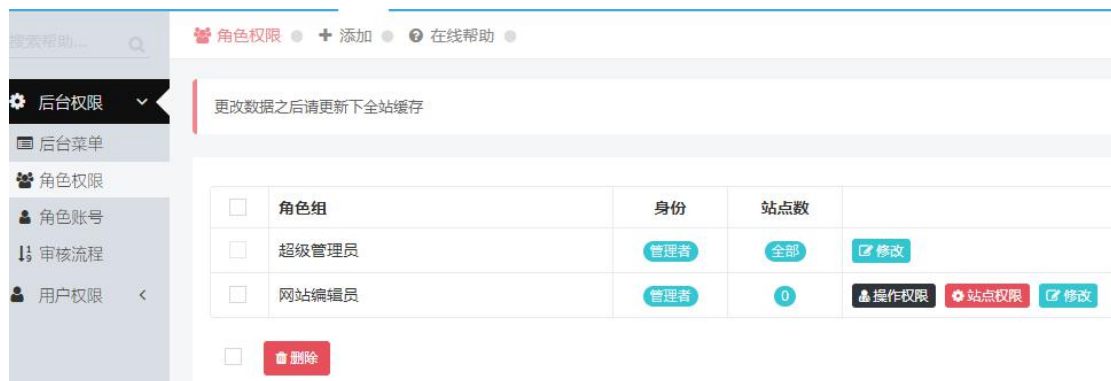 搜索帮助...
角色权限 添加 在线帮助
后台权限
更改数据之后请更新下全站缓存
后台菜单
角色权限
角色账号
审核流程
用户权限
角色组 身份 站点数
超级管理员 管理者 全部 修改
网站编辑员 管理者 0 操作权限 站点权限 修改
删除